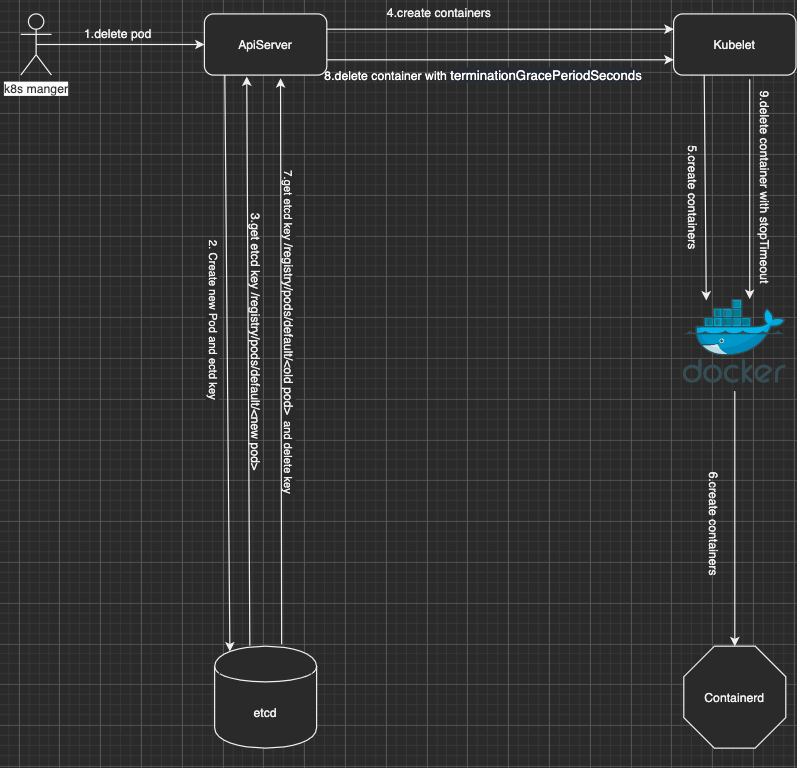 4.create containers
1.delete pod
ApiServer
Kubelet
8.delete container with terminationGracePeriodSeconds
k8s manger
9.delete container with stopTimeout
5.create containers
7.get etcd key /registry/pods/default/<old pod> and delete key
3.get etcd key /registry/pods/default/<new pod>
2. Create new Pod and ectd key
docker
6.create containers
Containerd
etcd